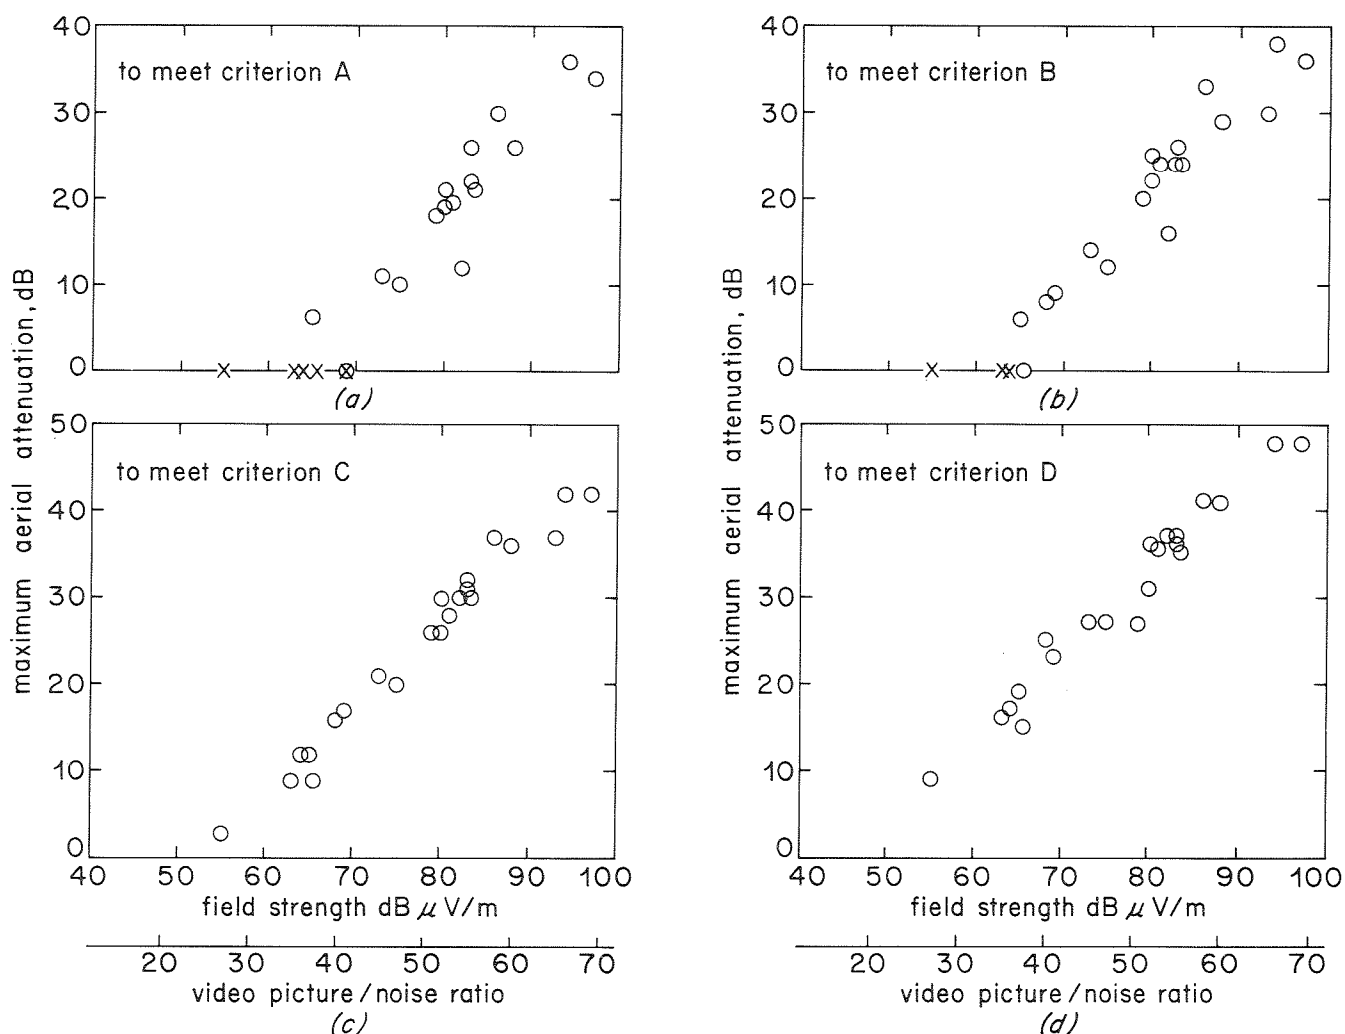 40
to meet criterion A
30
20
10
0
(a)
40
to meet criterion B
30
20
10
0
(b)
maximum aerial attenuation, dB
maximum aerial attenuation, dB
50
to meet criterion C
40
30
20
10
0
40 50 60 70 80 90 100
field strength dB μ V/m
20 30 40 50 60 70
video picture/noise ratio
(c)
50
to meet criterion D
40
30
20
10
0
40 50 60 70 80 90 100
field strength dB μ V/m
20 30 40 50 60 70
video picture/noise ratio
(d)